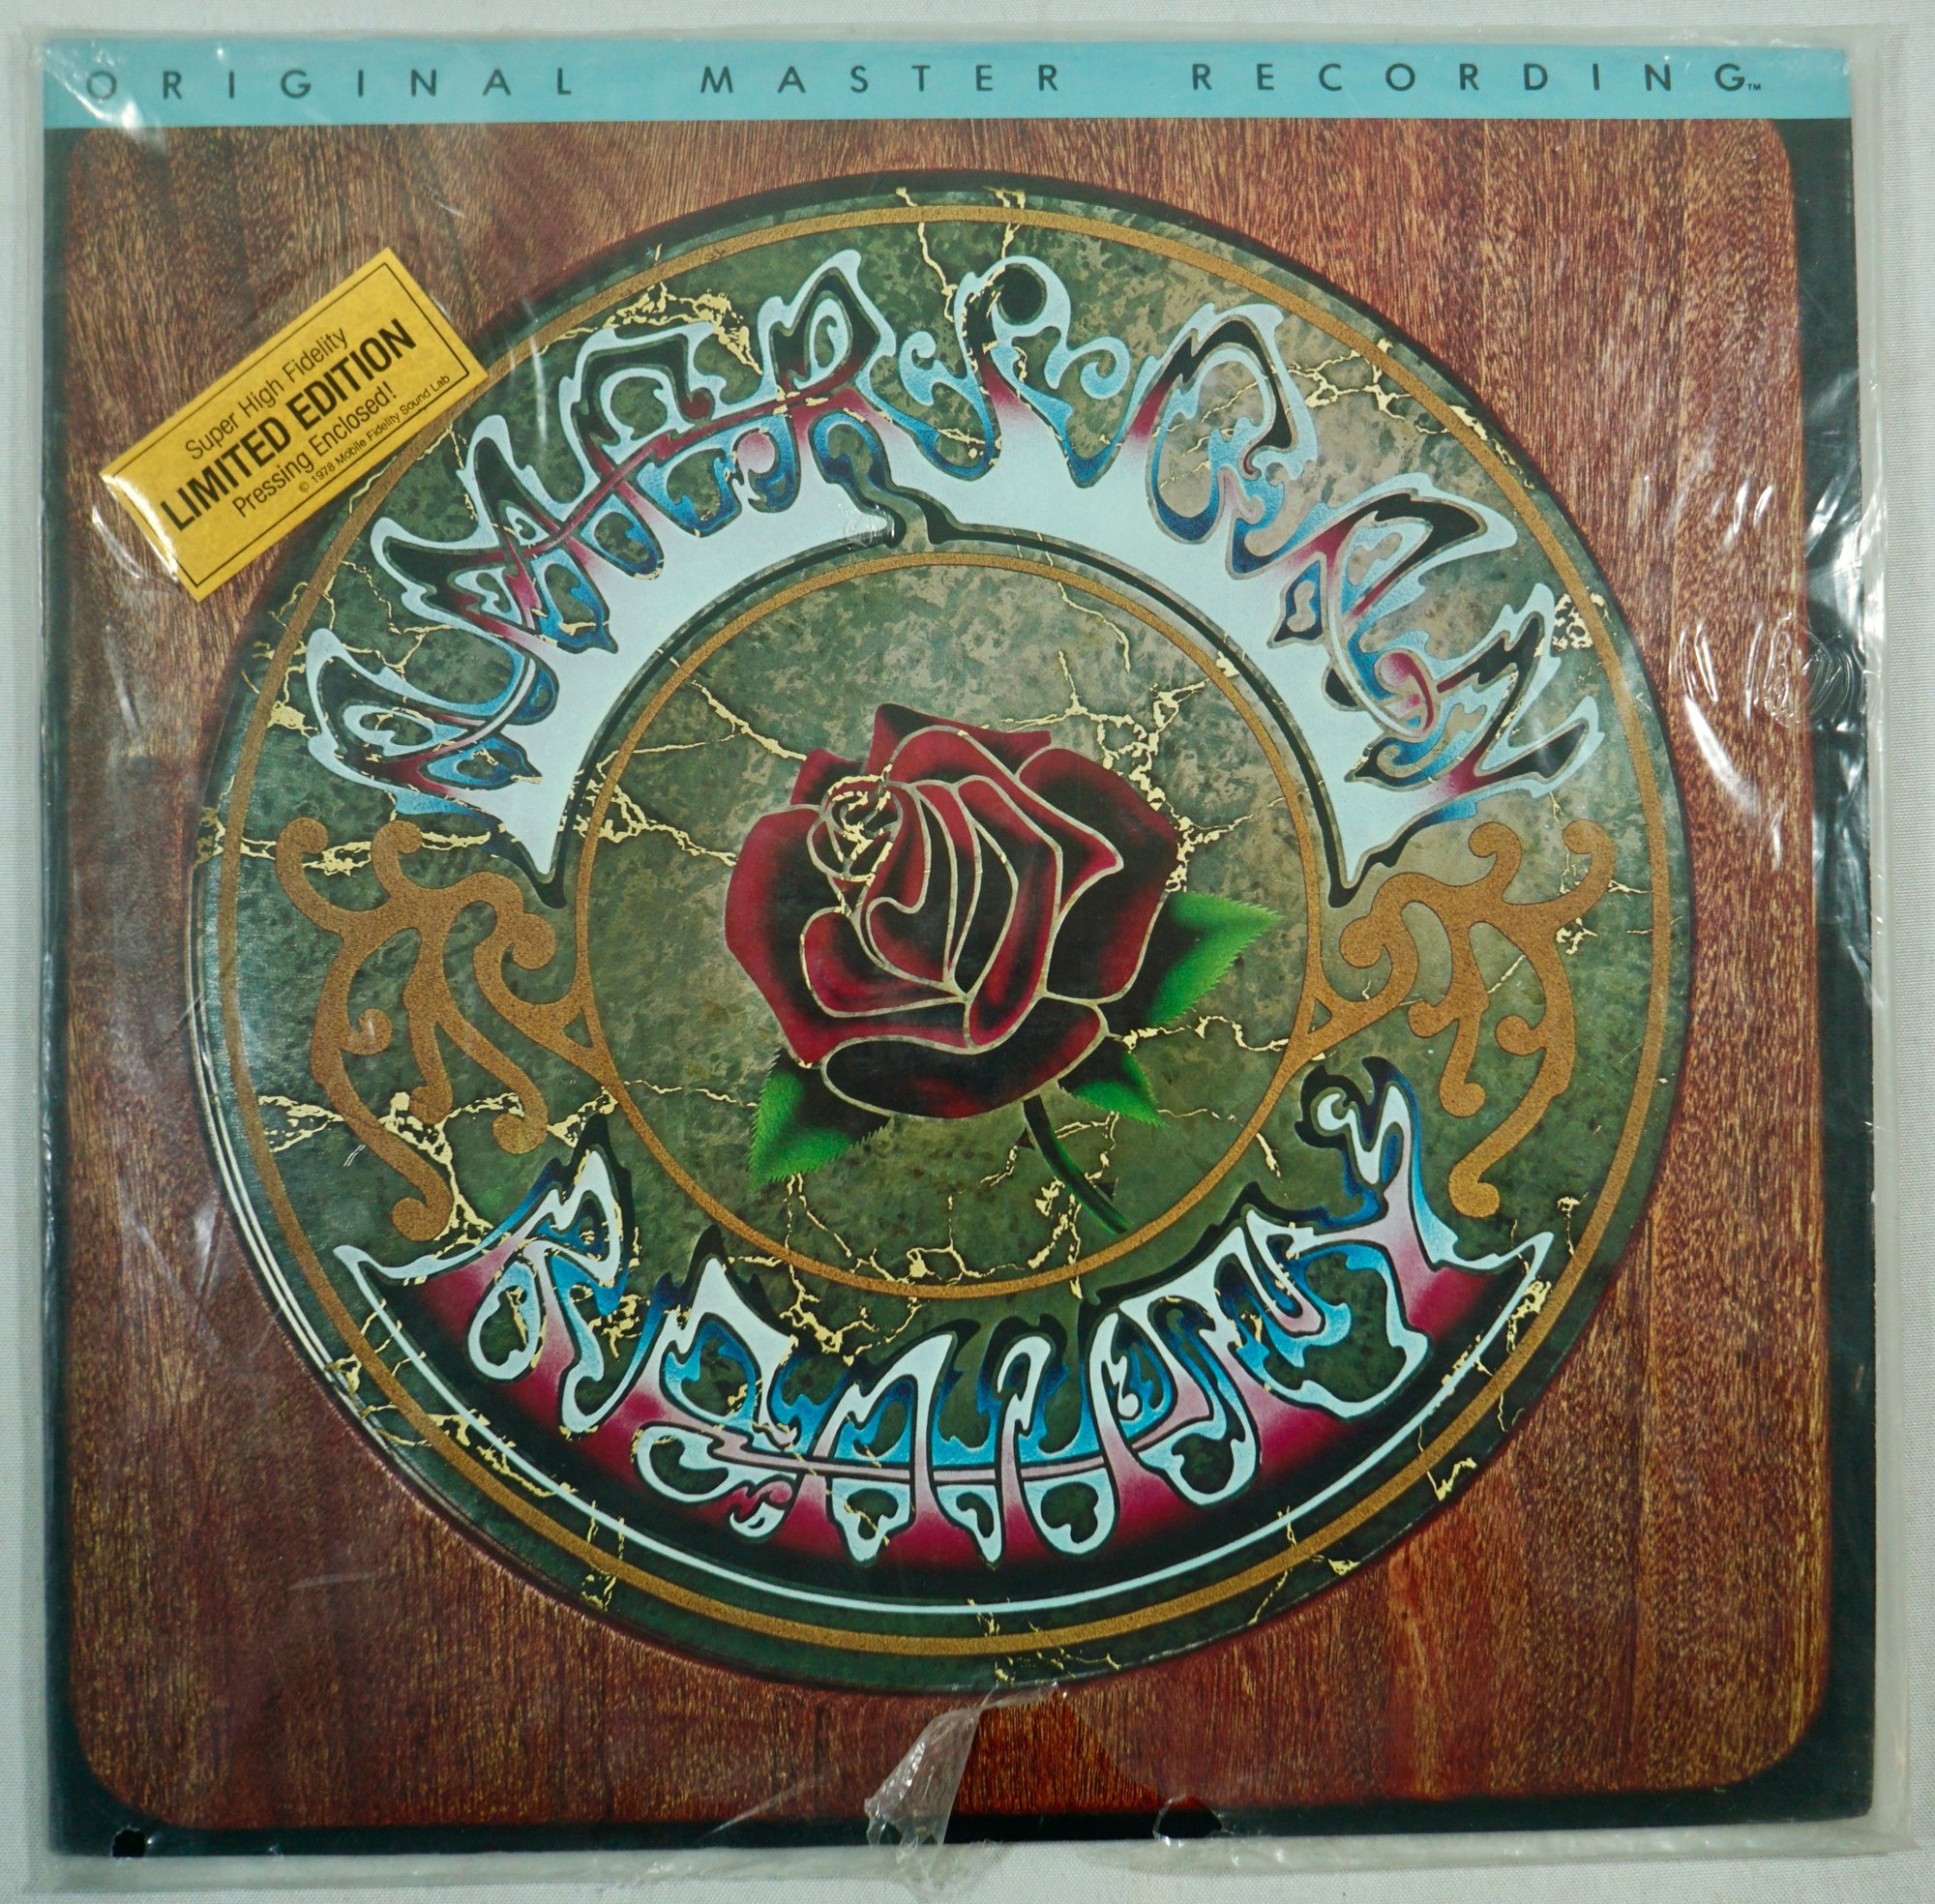 ORIGINAL MASTER RECORDING™
Super High Fidelity
LIMITED EDITION
Pressing Enclosed!
© 1978 Mobile Fidelity Sound Lab
AMERICAN
BEAUTY